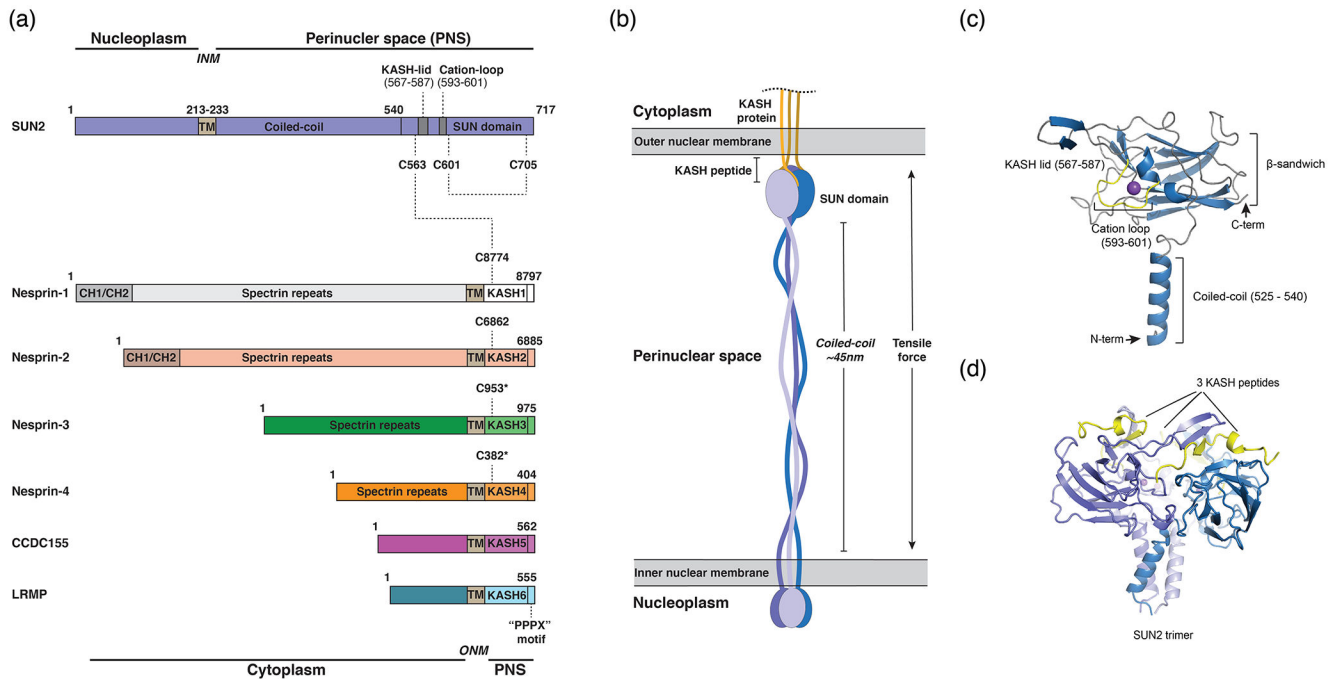 (a)
Nucleoplasm
INM
Perinucler space (PNS)
KASH-lid
(567-587)
Cation-loop
(593-601)
1
213-233
540
717
SUN2
TM
Coiled-coil
SUN domain
C563
C601
C705
C8774
1
8797
Nesprin-1
CH1/CH2
Spectrin repeats
TM
KASH1
C6862
1
6885
Nesprin-2
CH1/CH2
Spectrin repeats
TM
KASH2
C953*
1
975
Nesprin-3
Spectrin repeats
TM
KASH3
C382*
1
404
Nesprin-4
Spectrin repeats
TM
KASH4
1
562
CCDC155
TM
KASH5
1
555
LRMP
TM
KASH6
"PPPX"
motif
ONM
Cytoplasm
PNS
(b)
Cytoplasm
KASH
protein
Outer nuclear membrane
KASH peptide
SUN domain
Perinuclear space
Coiled-coil
~45nm
Tensile
force
Inner nuclear membrane
Nucleoplasm
(c)
KASH lid (567-587)
β-sandwich
Cation loop
(593-601)
C-term
Coiled-coil (525 - 540)
N-term
(d)
3 KASH peptides
SUN2 trimer